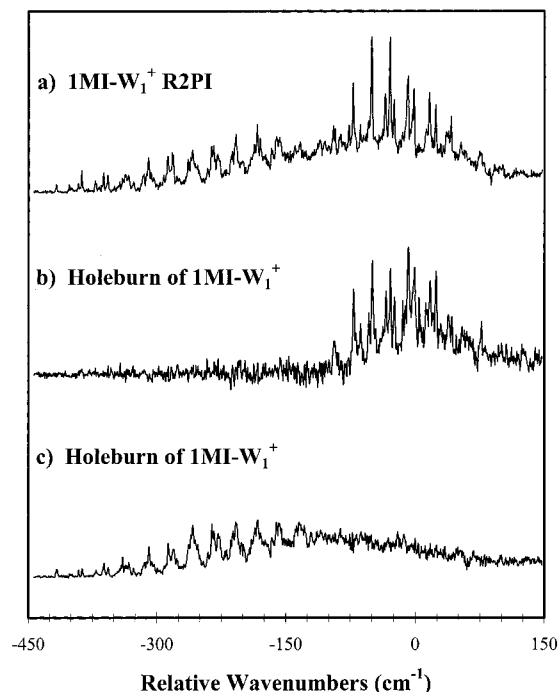 a) 1MI-W₁⁺ R2PI
b) Holeburn of 1MI-W₁⁺
c) Holeburn of 1MI-W₁⁺
-450 -300 -150 0 150
Relative Wavenumbers (cm⁻¹)